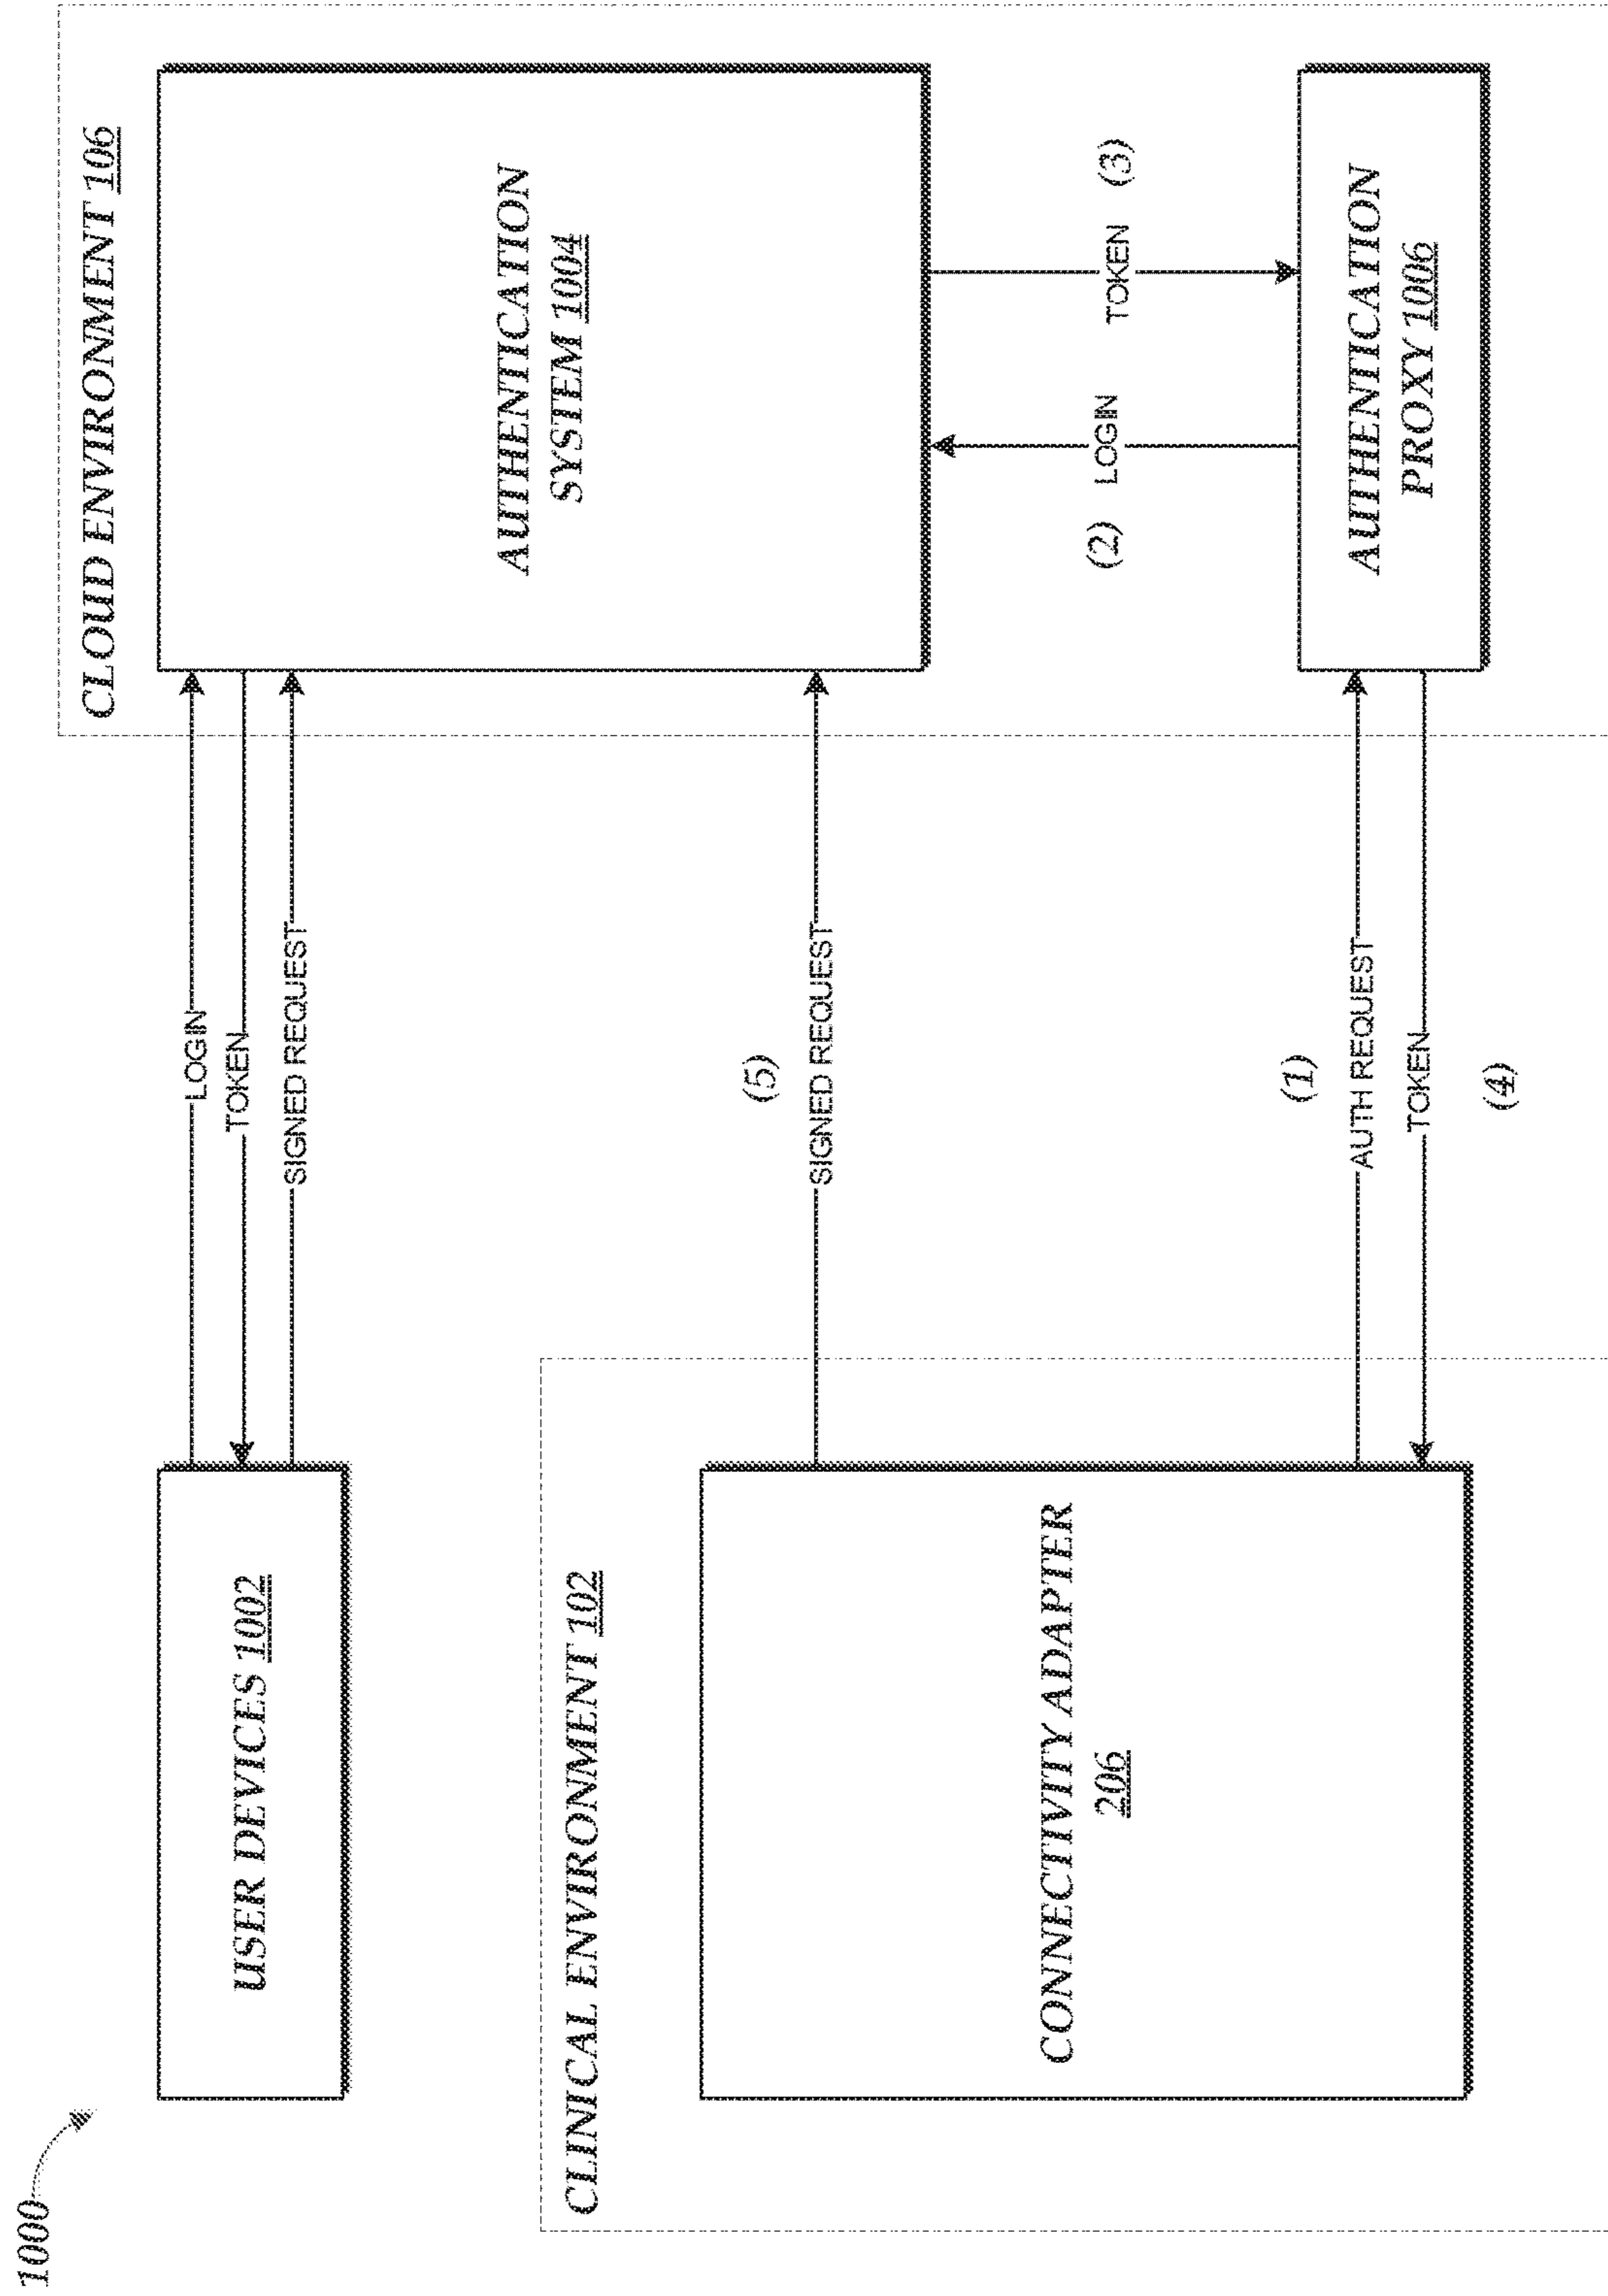 1000
USER DEVICES 1002
LOGIN
TOKEN
SIGNED REQUEST
CLOUD ENVIRONMENT 106
AUTHENTICATION
SYSTEM 1004
CLINICAL ENVIRONMENT 102
CONNECTIVITY ADAPTER
206
(5)
SIGNED REQUEST
(2)
LOGIN
TOKEN
(3)
(1)
AUTH REQUEST
TOKEN
(4)
AUTHENTICATION
PROXY 1006